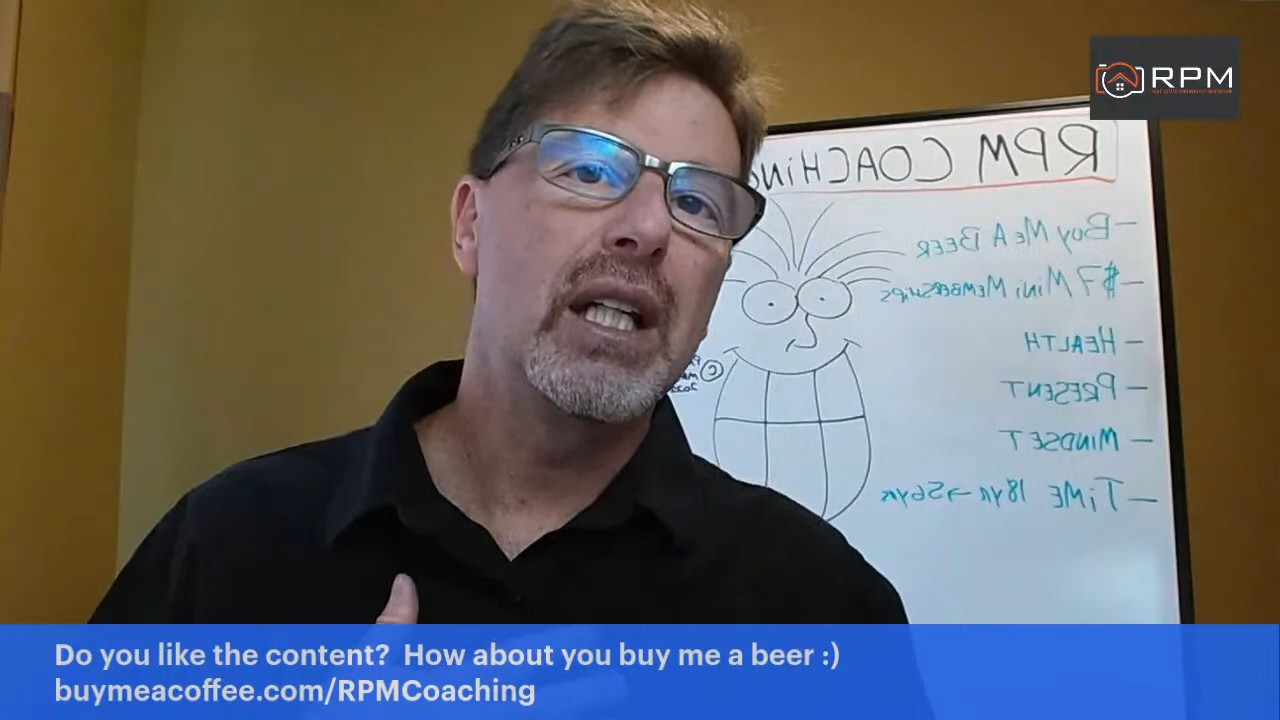 RPM
RPM COACHING
- BUY ME A BEER
- $7 MINI MEMBERSHIPS
- HEALTH
- PRESENT
- MINDSET
- TIME 18yr → 56yr
©
Do you like the content? How about you buy me a beer :)
buymeacoffee.com/RPMCoaching